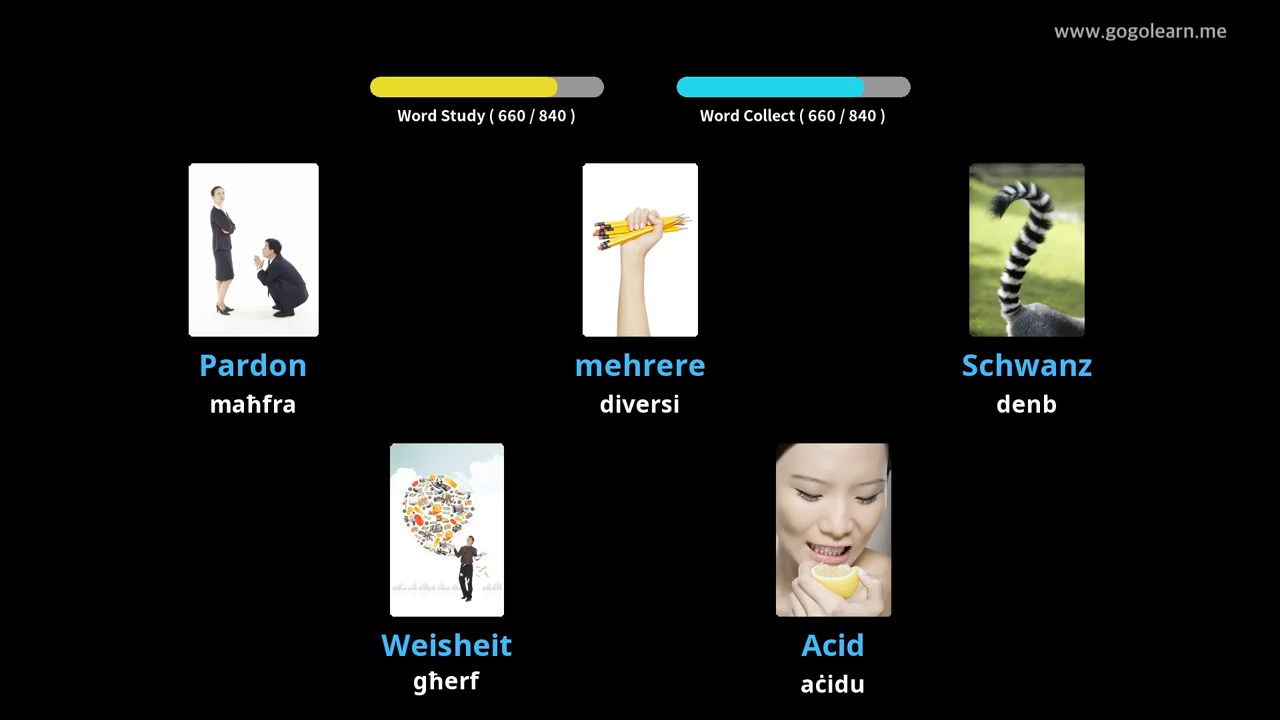 www.gogolearn.me
Word Study ( 660 / 840 )
Word Collect ( 660 / 840 )
Pardon
maħfra
mehrere
diversi
Schwanz
denb
Weisheit
għerf
Acid
aċidu